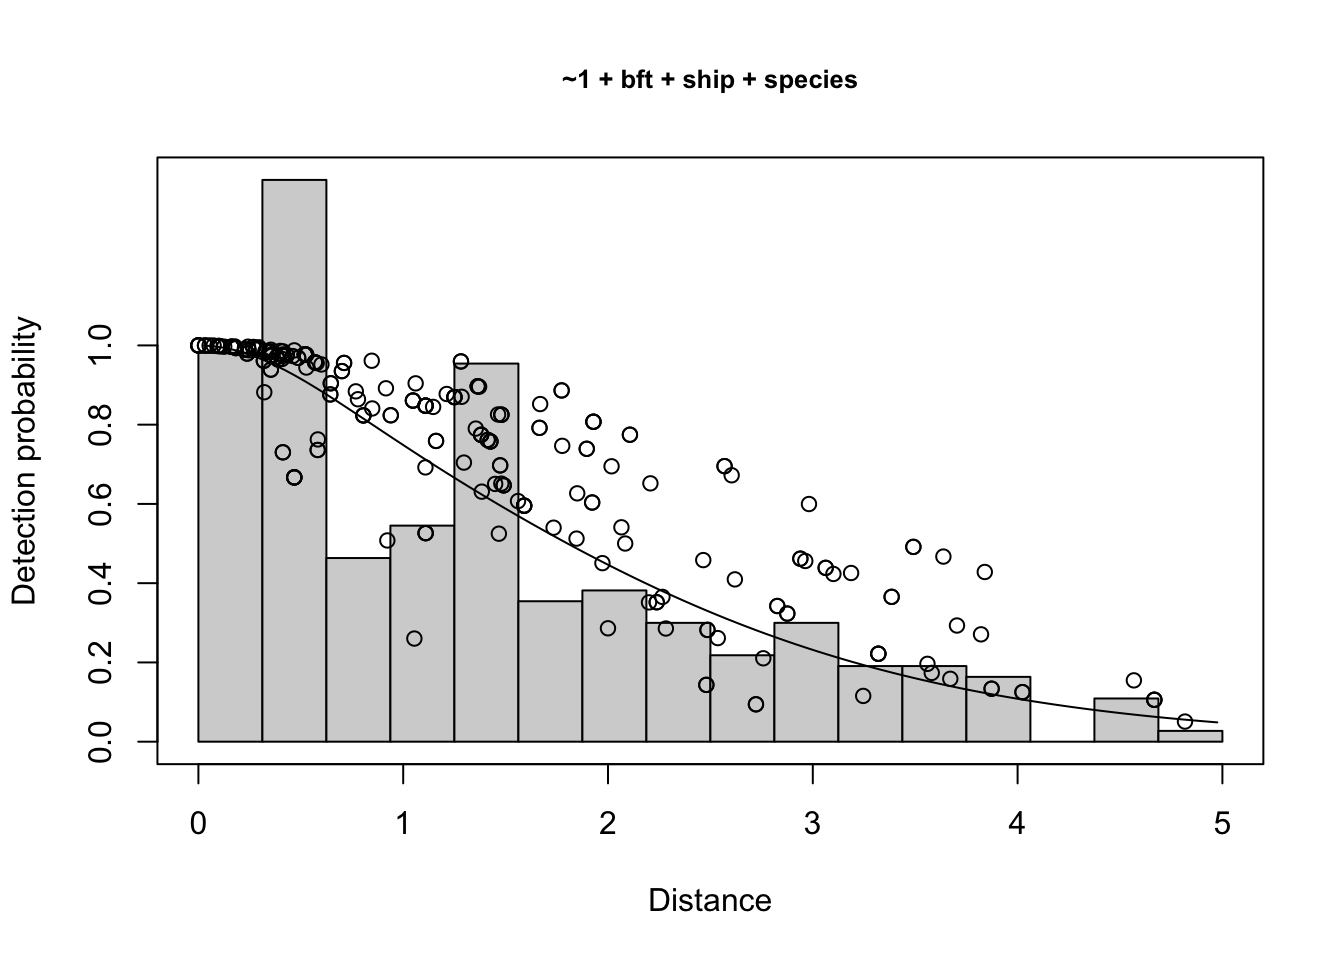 ~1 + bft + ship + species
Detection probability
1.0
0.8
0.6
0.4
0.2
0.0
0 1 2 3 4 5
Distance